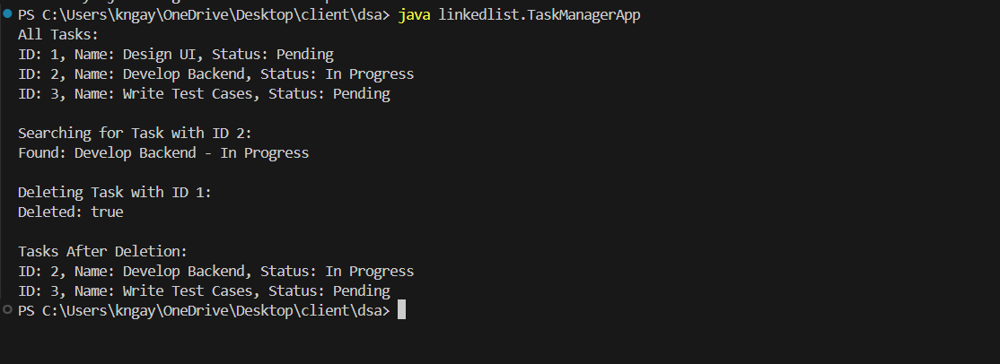 PS C:\Users\kngay\OneDrive\Desktop\client\dsa> java linkedlist.TaskManagerApp
All Tasks:
ID: 1, Name: Design UI, Status: Pending
ID: 2, Name: Develop Backend, Status: In Progress
ID: 3, Name: Write Test Cases, Status: Pending
Searching for Task with ID 2:
Found: Develop Backend - In Progress
Deleting Task with ID 1:
Deleted: true
Tasks After Deletion:
ID: 2, Name: Develop Backend, Status: In Progress
ID: 3, Name: Write Test Cases, Status: Pending
PS C:\Users\kngay\OneDrive\Desktop\client\dsa>